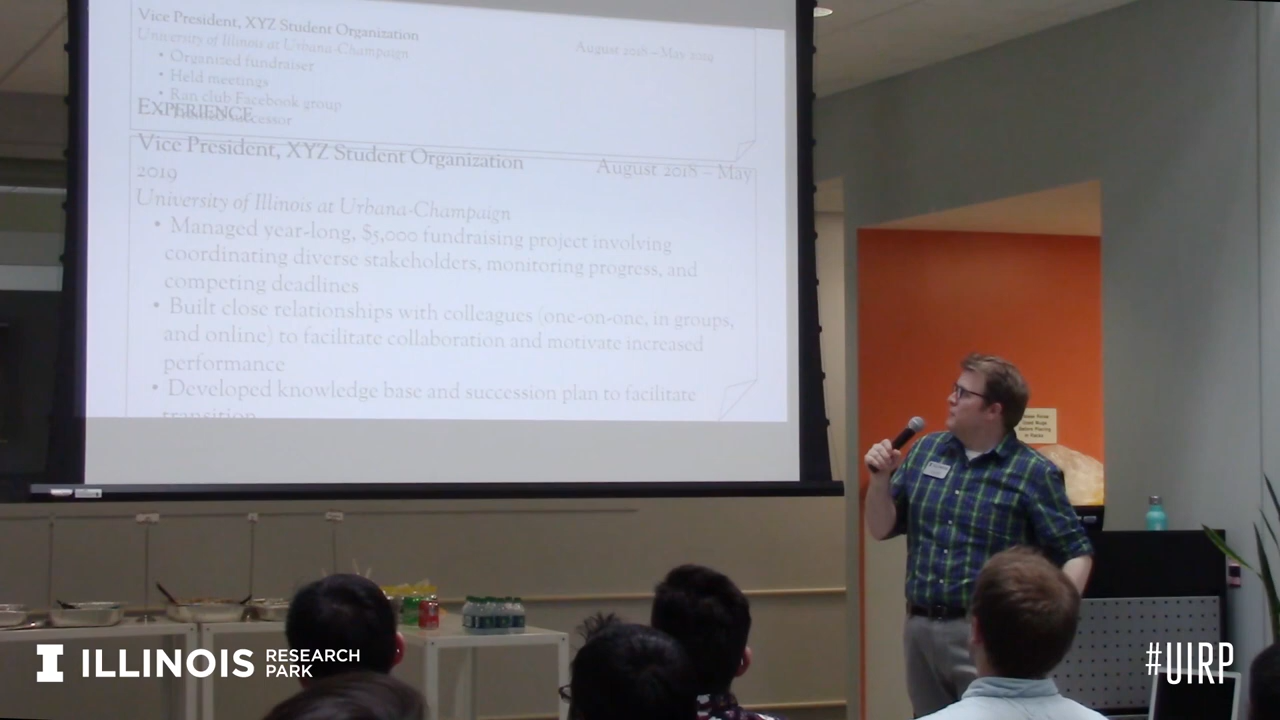 Vice President, XYZ Student Organization
August 2018 – May 2019
University of Illinois at Urbana-Champaign
• Organized fundraiser
• Held meetings
• Ran club Facebook group
successor
EXPERIENCE
Vice President, XYZ Student Organization
August 2018 – May
2019
University of Illinois at Urbana-Champaign
• Managed year-long, $5,000 fundraising project involving
coordinating diverse stakeholders, monitoring progress, and
competing deadlines
• Built close relationships with colleagues (one-on-one, in groups,
and online) to facilitate collaboration and motivate increased
performance
• Developed knowledge base and succession plan to facilitate
transition
I ILLINOIS RESEARCH
PARK
#UIRP